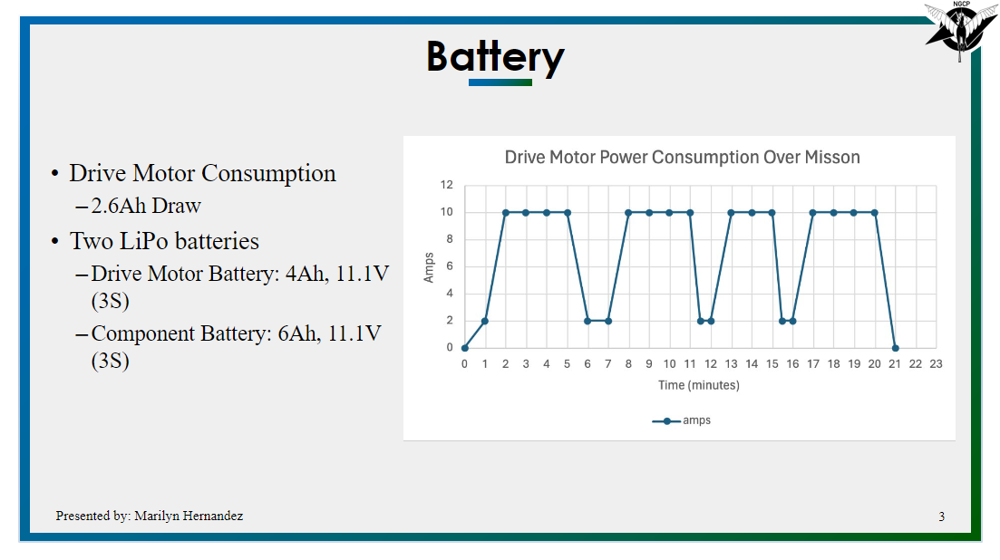 NGCP
Battery
• Drive Motor Consumption
–2.6Ah Draw
• Two LiPo batteries
–Drive Motor Battery: 4Ah, 11.1V
(3S)
–Component Battery: 6Ah, 11.1V
(3S)
Drive Motor Power Consumption Over Misson
12
10
8
6
4
2
0
Amps
0 1 2 3 4 5 6 7 8 9 10 11 12 13 14 15 16 17 18 19 20 21 22 23
Time (minutes)
amps
Presented by: Marilyn Hernandez
3